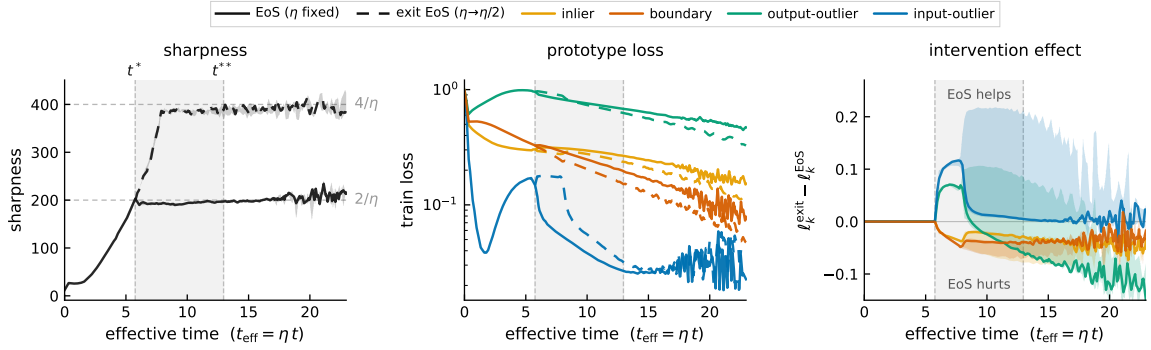 EoS (η fixed)
exit EoS (η→η/2)
inlier
boundary
output-outlier
input-outlier
sharpness
t*
t**
4/η
2/η
400
300
200
100
0
sharpness
0
5
10
15
20
effective time (t_eff = η t)
prototype loss
10⁰
10⁻¹
train loss
0
5
10
15
20
effective time (t_eff = η t)
intervention effect
EoS helps
EoS hurts
0.2
0.1
0.0
−0.1
ℓ_k^exit − ℓ_k^EoS
0
5
10
15
20
effective time (t_eff = η t)